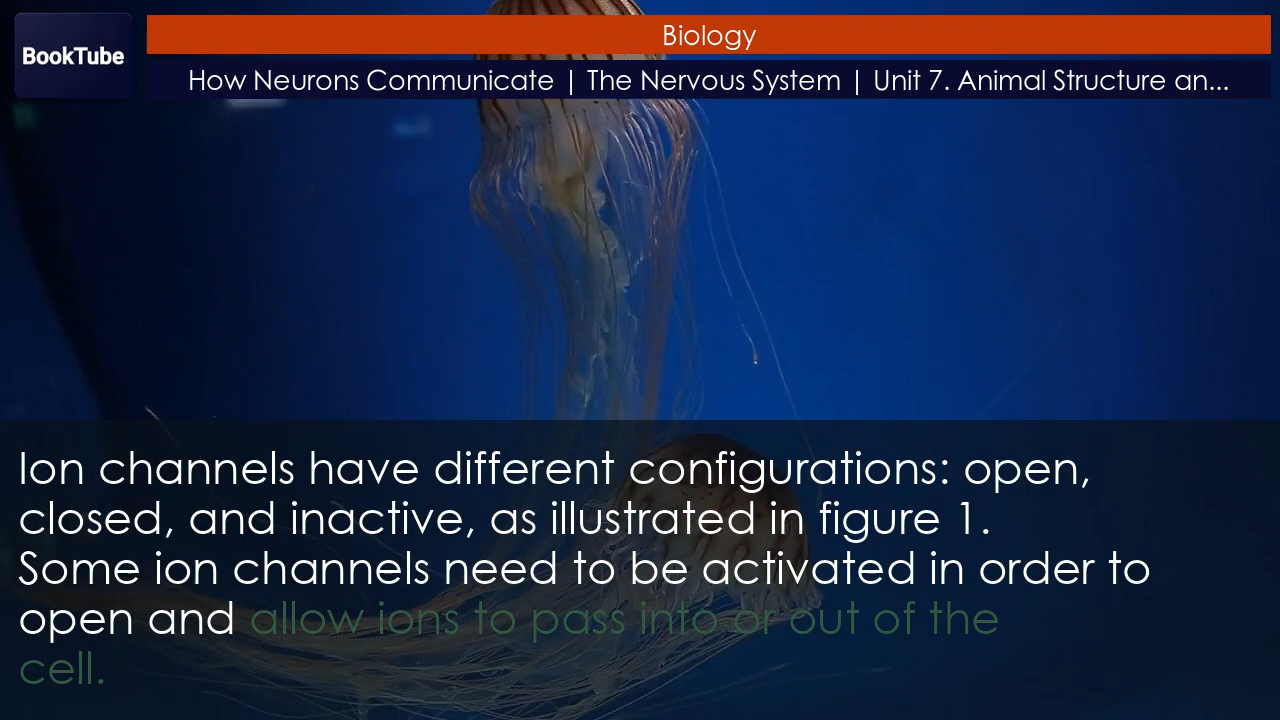 BookTube
Biology
How Neurons Communicate | The Nervous System | Unit 7. Animal Structure an...
Ion channels have different configurations: open,
closed, and inactive, as illustrated in figure 1.
Some ion channels need to be activated in order to
open and allow ions to pass into or out of the
cell.